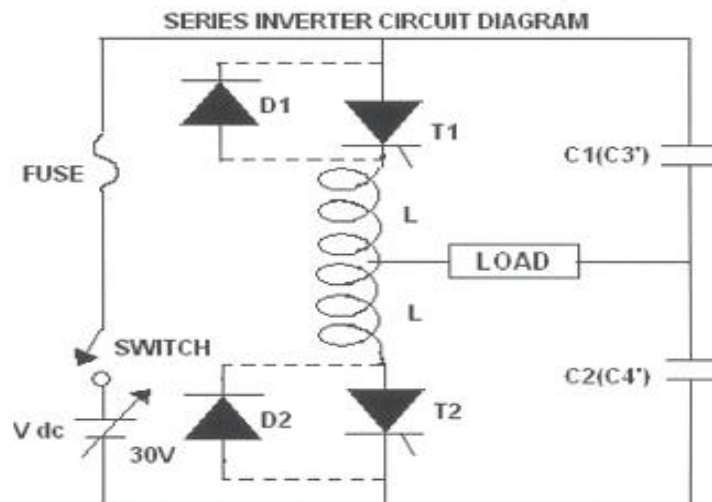 SERIES INVERTER CIRCUIT DIAGRAM
D1
T1
C1(C3')
FUSE
L
LOAD
L
SWITCH
C2(C4')
V dc
30V
D2
T2